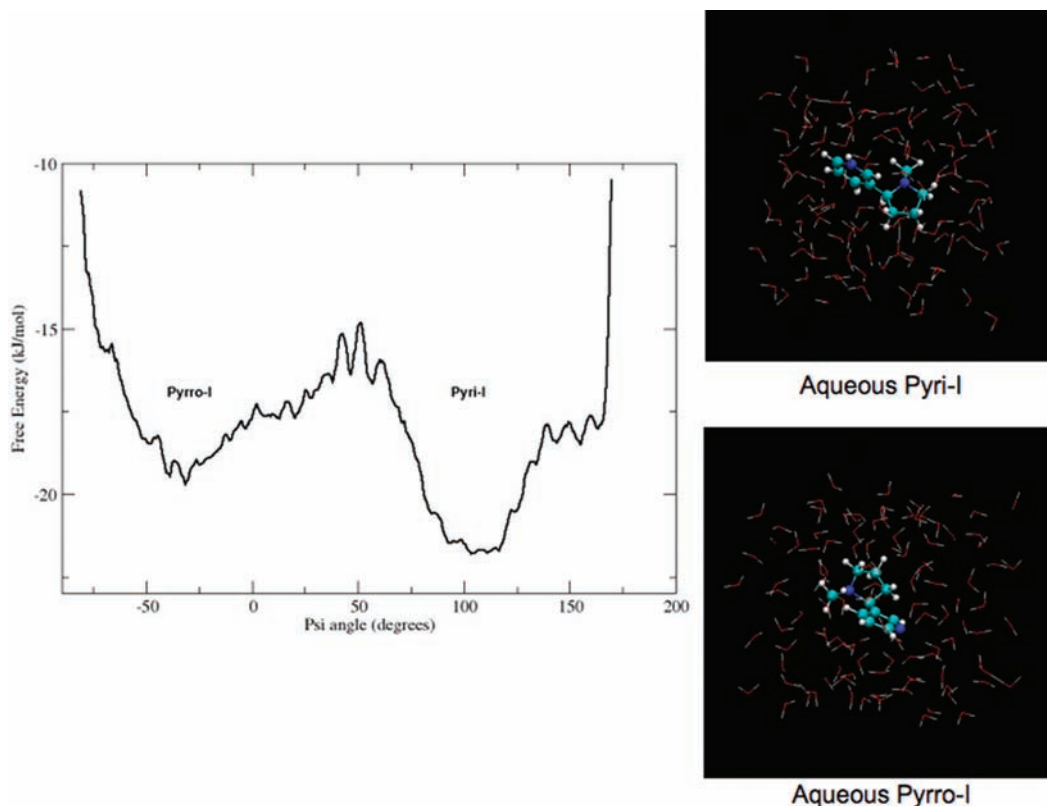 -10
-15
-20
Free Energy (kJ/mol)
Pyrro-I
Pyri-I
-50
0
50
100
150
200
Psi angle (degrees)
Aqueous Pyri-I
Aqueous Pyrro-I